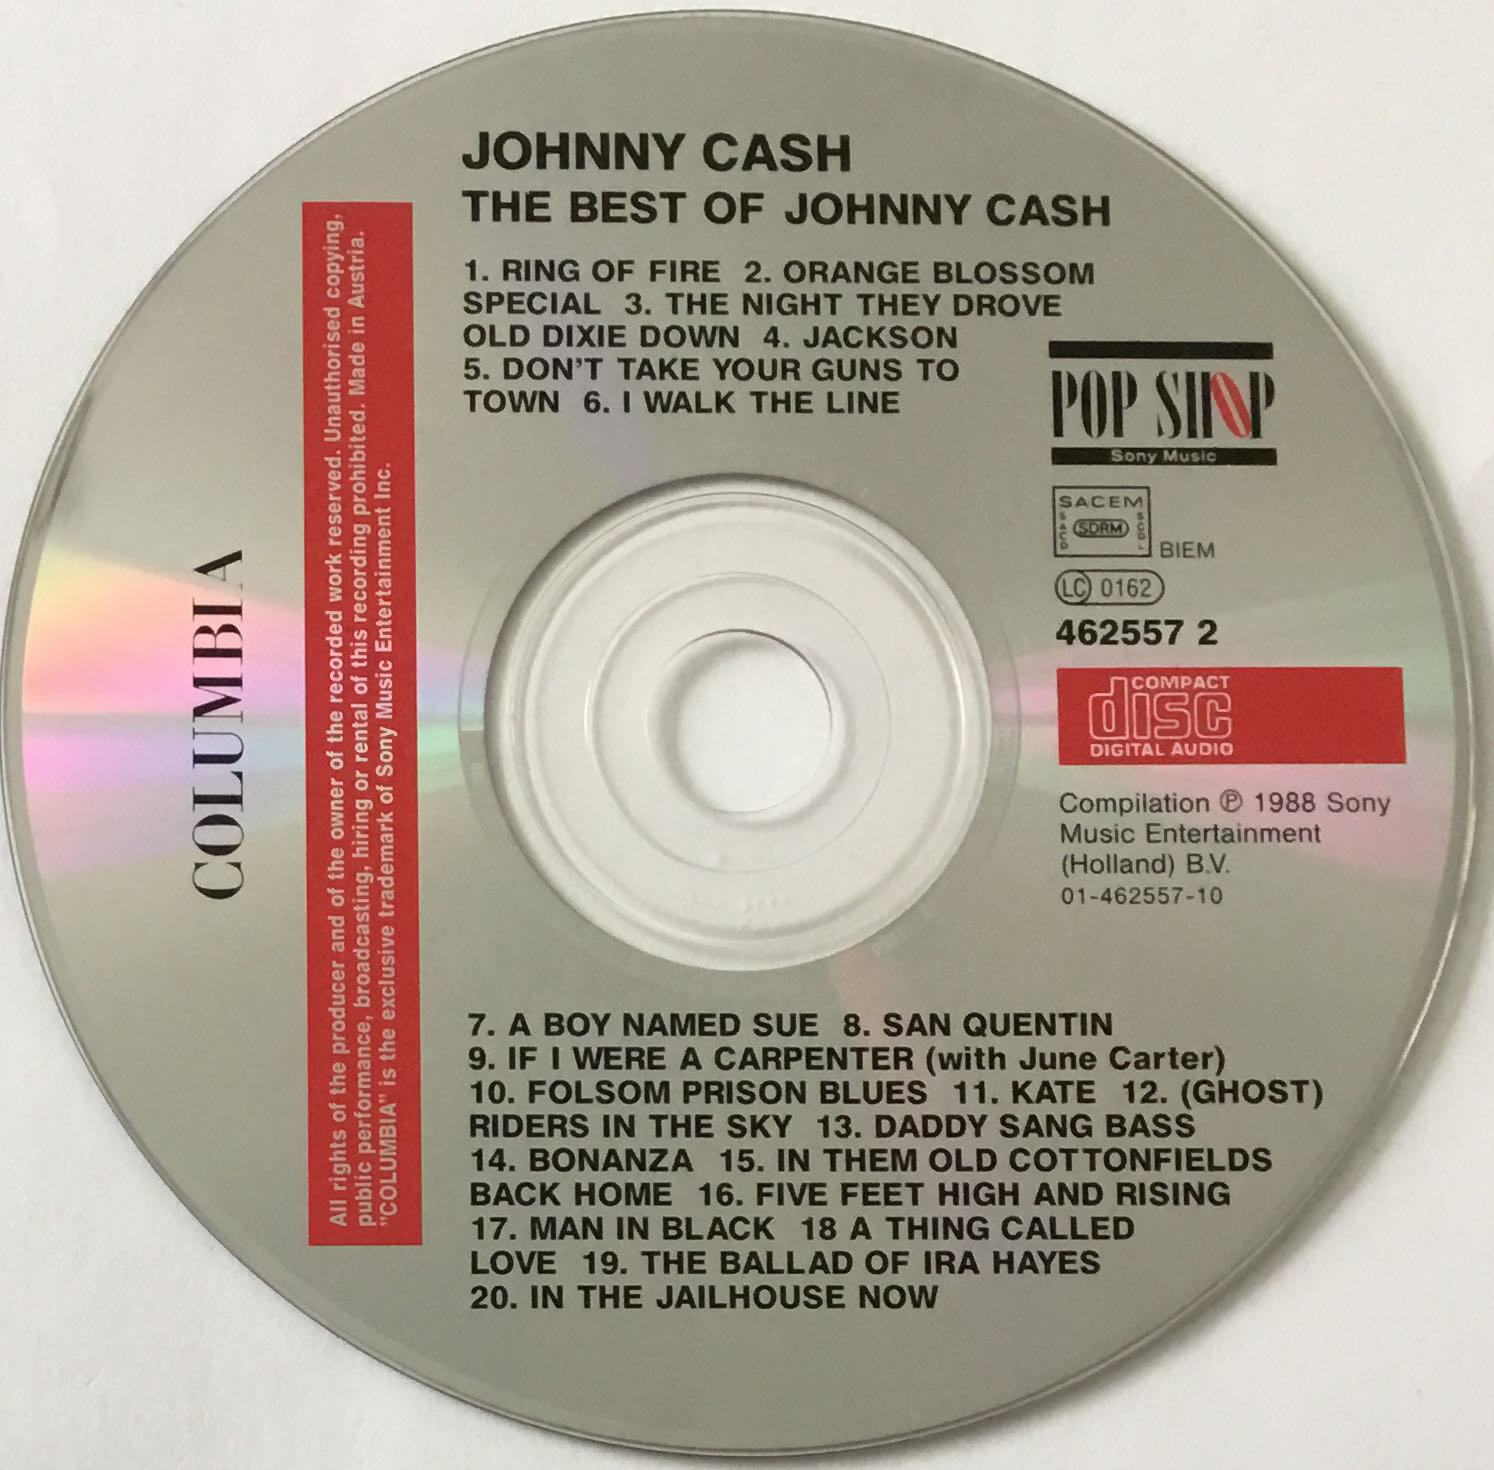 JOHNNY CASH
THE BEST OF JOHNNY CASH
1. RING OF FIRE 2. ORANGE BLOSSOM
SPECIAL 3. THE NIGHT THEY DROVE
OLD DIXIE DOWN 4. JACKSON
5. DON'T TAKE YOUR GUNS TO
TOWN 6. I WALK THE LINE
POP SHOP
Sony Music
SACEM
SACD
SDRM
SCDL
BIEM
LC 0162
462557 2
COMPACT
disc
DIGITAL AUDIO
Compilation ℗ 1988 Sony
Music Entertainment
(Holland) B.V.
01-462557-10
COLUMBIA
All rights of the producer and of the owner of the recorded work reserved. Unauthorised copying,
public performance, broadcasting, hiring or rental of this recording prohibited. Made in Austria.
"COLUMBIA" is the exclusive trademark of Sony Music Entertainment Inc.
7. A BOY NAMED SUE 8. SAN QUENTIN
9. IF I WERE A CARPENTER (with June Carter)
10. FOLSOM PRISON BLUES 11. KATE 12. (GHOST)
RIDERS IN THE SKY 13. DADDY SANG BASS
14. BONANZA 15. IN THEM OLD COTTONFIELDS
BACK HOME 16. FIVE FEET HIGH AND RISING
17. MAN IN BLACK 18 A THING CALLED
LOVE 19. THE BALLAD OF IRA HAYES
20. IN THE JAILHOUSE NOW